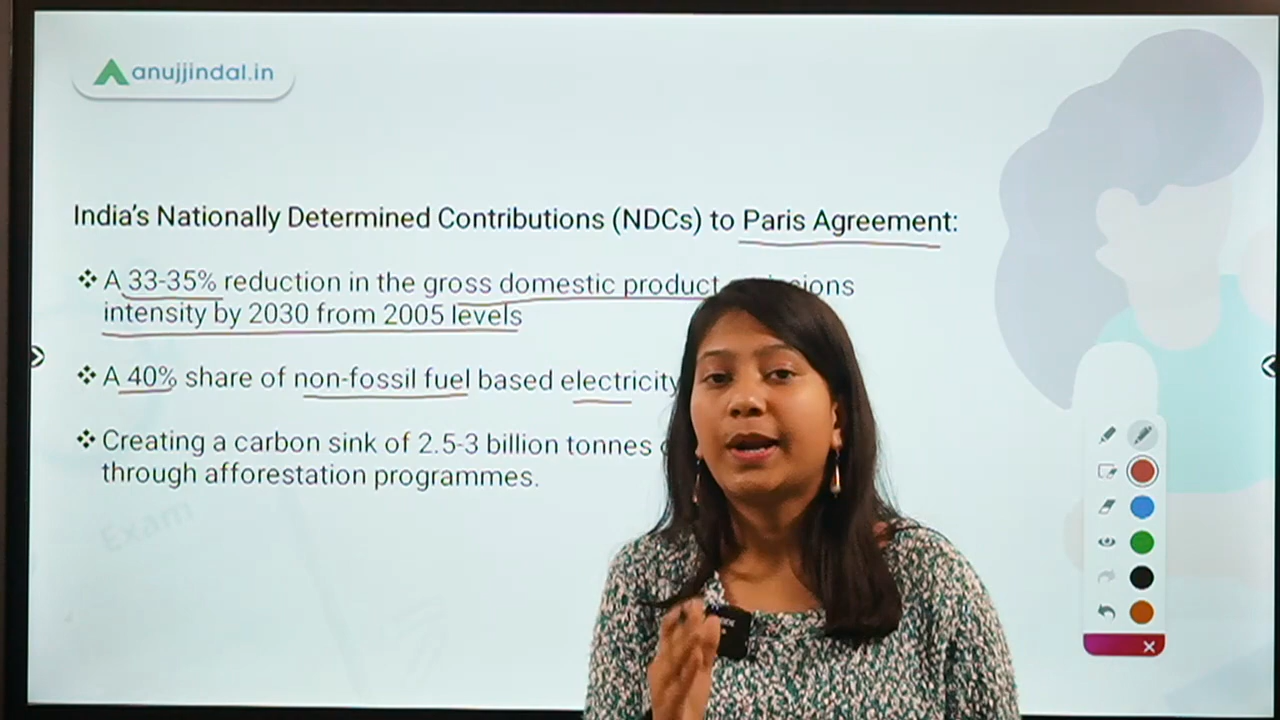 anujjindal.in
India's Nationally Determined Contributions (NDCs) to Paris Agreement:
❖ A 33-35% reduction in the gross domestic product
intensity by 2030 from 2005 levels
❖ A 40% share of non-fossil fuel based electricity
❖ Creating a carbon sink of 2.5-3 billion tonnes
through afforestation programmes.
Exam